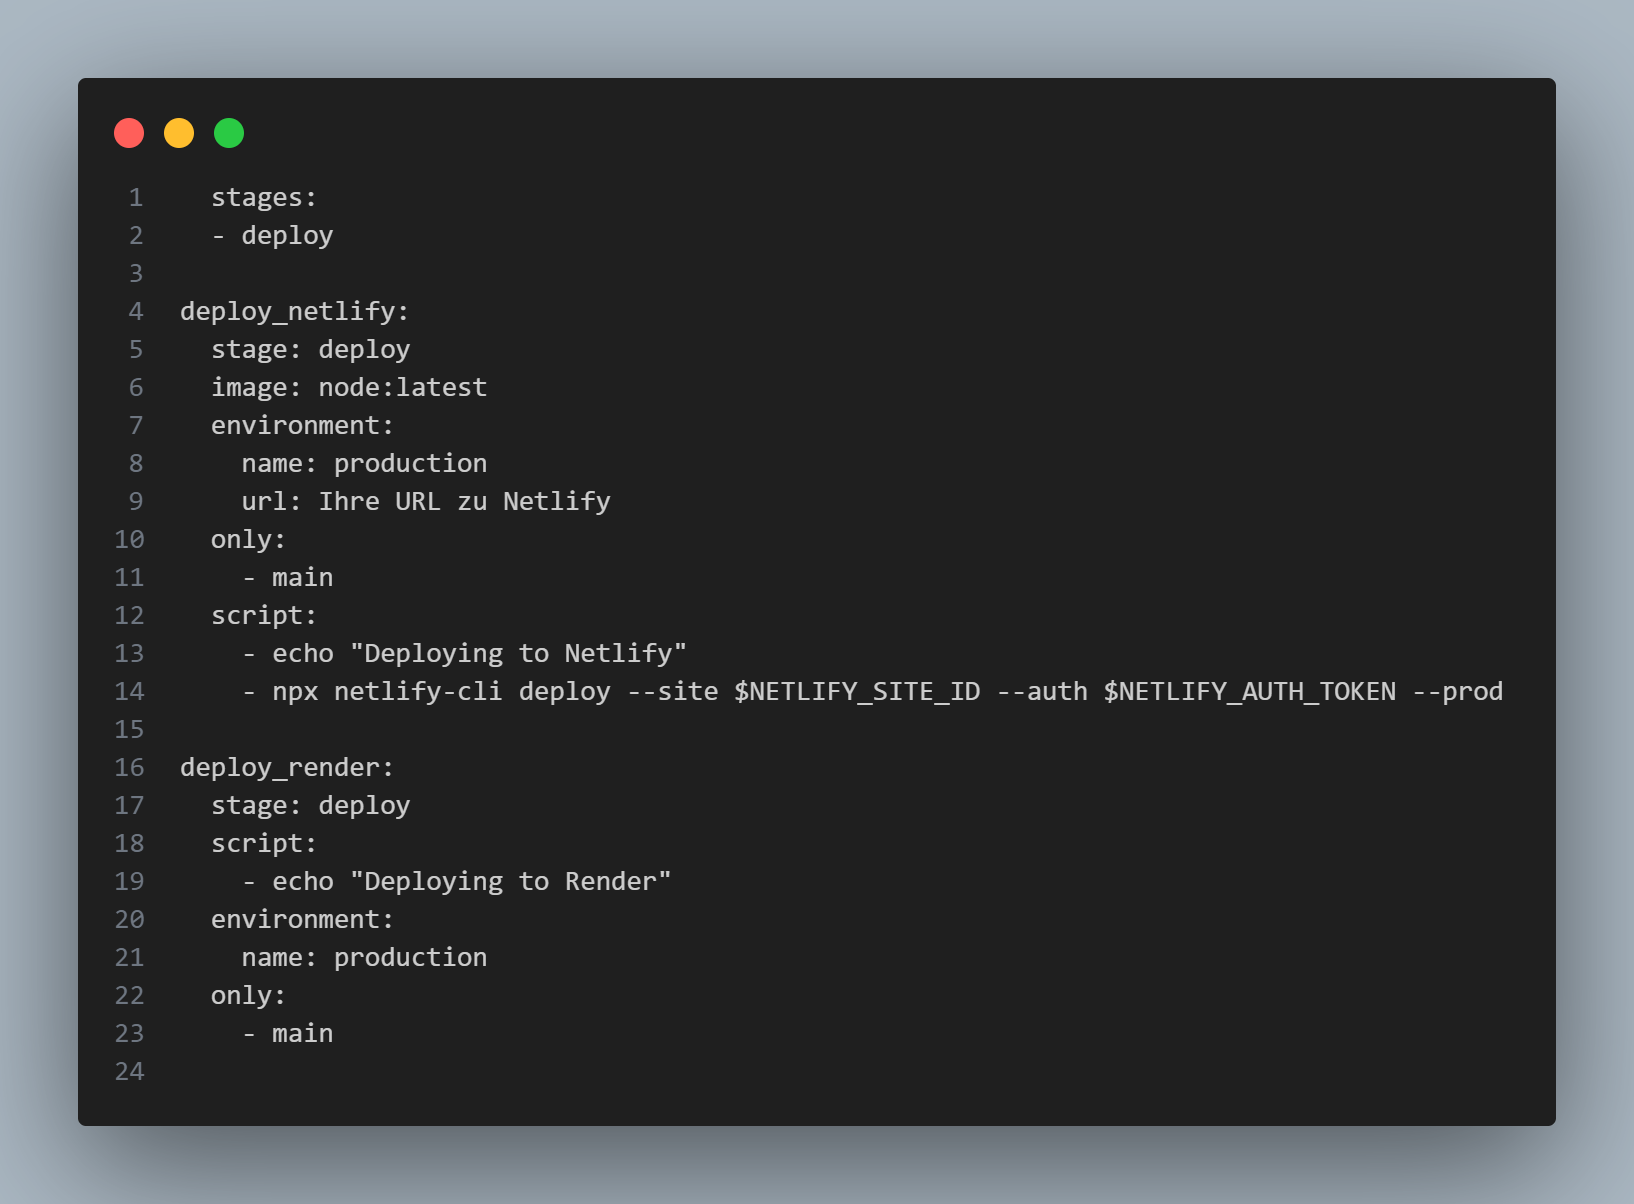 1 stages:
2 - deploy
3
4 deploy_netlify:
5 stage: deploy
6 image: node:latest
7 environment:
8 name: production
9 url: Ihre URL zu Netlify
10 only:
11 - main
12 script:
13 - echo "Deploying to Netlify"
14 - npx netlify-cli deploy --site $NETLIFY_SITE_ID --auth $NETLIFY_AUTH_TOKEN --prod
15
16 deploy_render:
17 stage: deploy
18 script:
19 - echo "Deploying to Render"
20 environment:
21 name: production
22 only:
23 - main
24